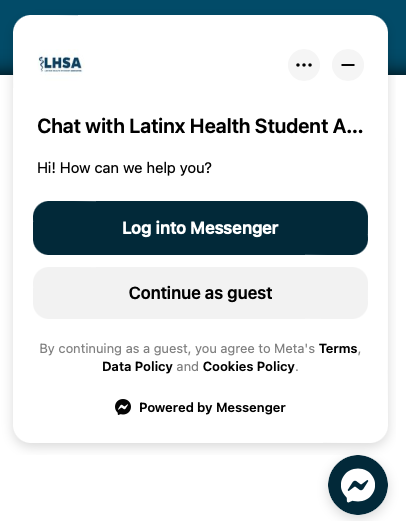 LHSA
Chat with Latinx Health Student A...
Hi! How can we help you?
Log into Messenger
Continue as guest
By continuing as a guest, you agree to Meta's Terms,
Data Policy and Cookies Policy.
Powered by Messenger